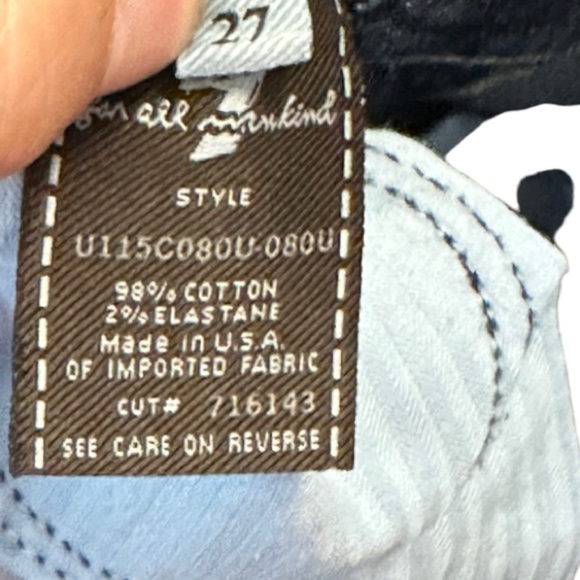 27
7
for all mankind
STYLE
U115C080U-080U
98% COTTON
2% ELASTANE
Made in U.S.A.
OF IMPORTED FABRIC
CUT# 716143
SEE CARE ON REVERSE